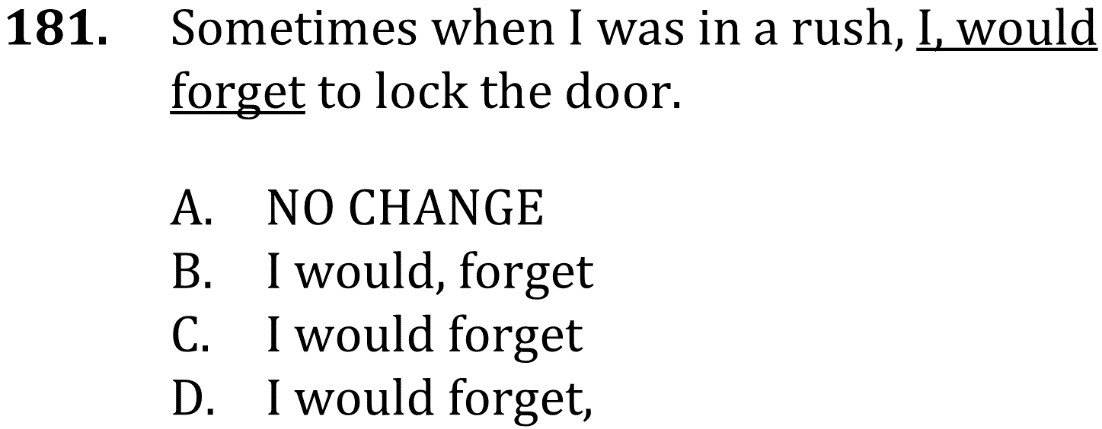 181. Sometimes when I was in a rush, I, would
forget to lock the door.
A. NO CHANGE
B. I would, forget
C. I would forget
D. I would forget,